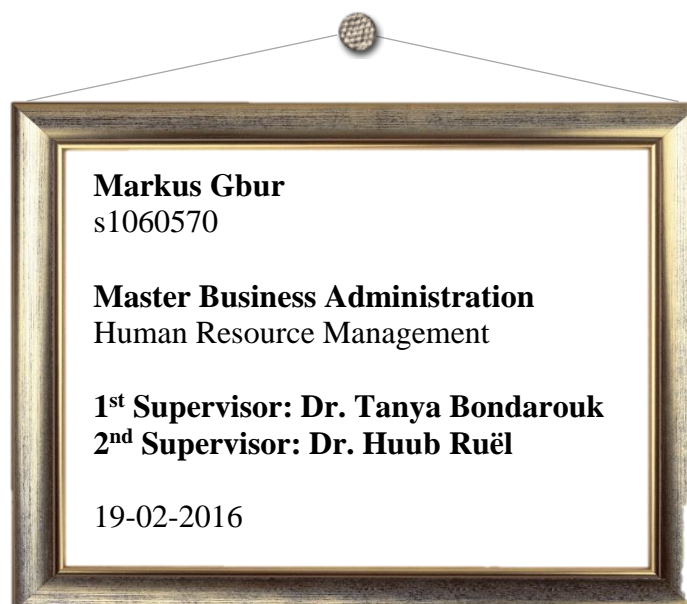 Markus Gbur
s1060570
Master Business Administration
Human Resource Management
1st Supervisor: Dr. Tanya Bondarouk
2nd Supervisor: Dr. Huub Ruël
19-02-2016